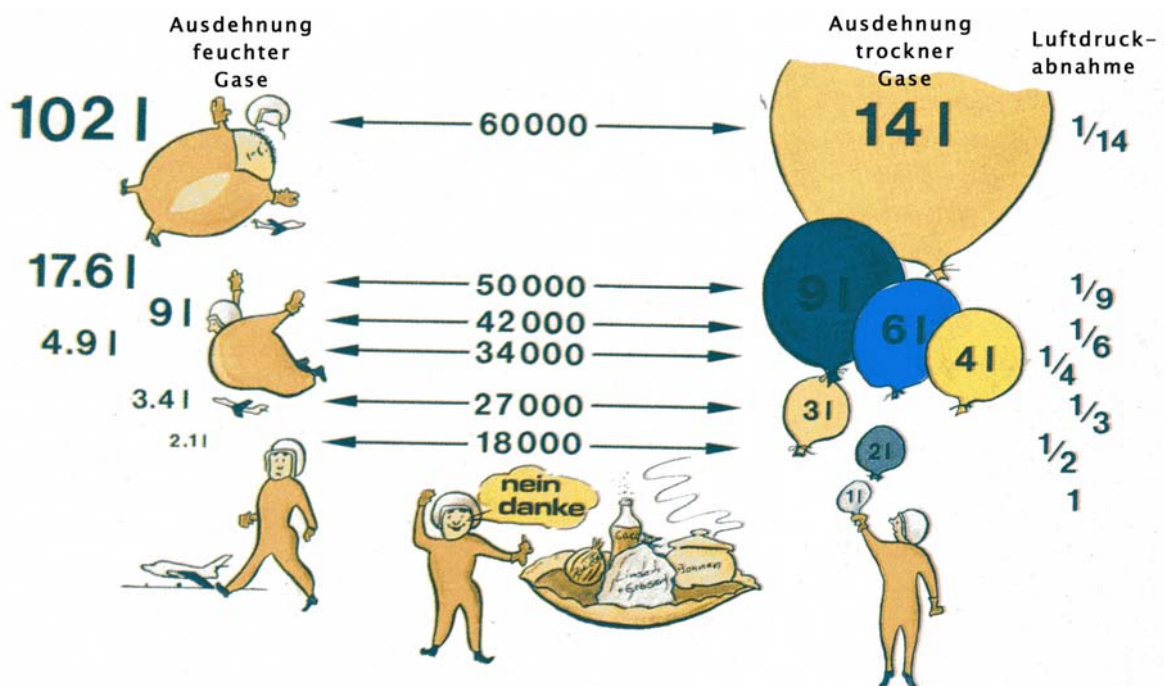 Ausdehnung
feuchter
Gase
Ausdehnung
trockner
Gase
Luftdruck-
abnahme
102 l
60000
14 l
1/14
17.6 l
50000
9 l
1/9
9 l
42000
6 l
1/6
4.9 l
34000
4 l
1/4
3.4 l
27000
3 l
1/3
2.1 l
18000
2 l
1/2
nein
danke
1 l
1
Linsen
Bohnen